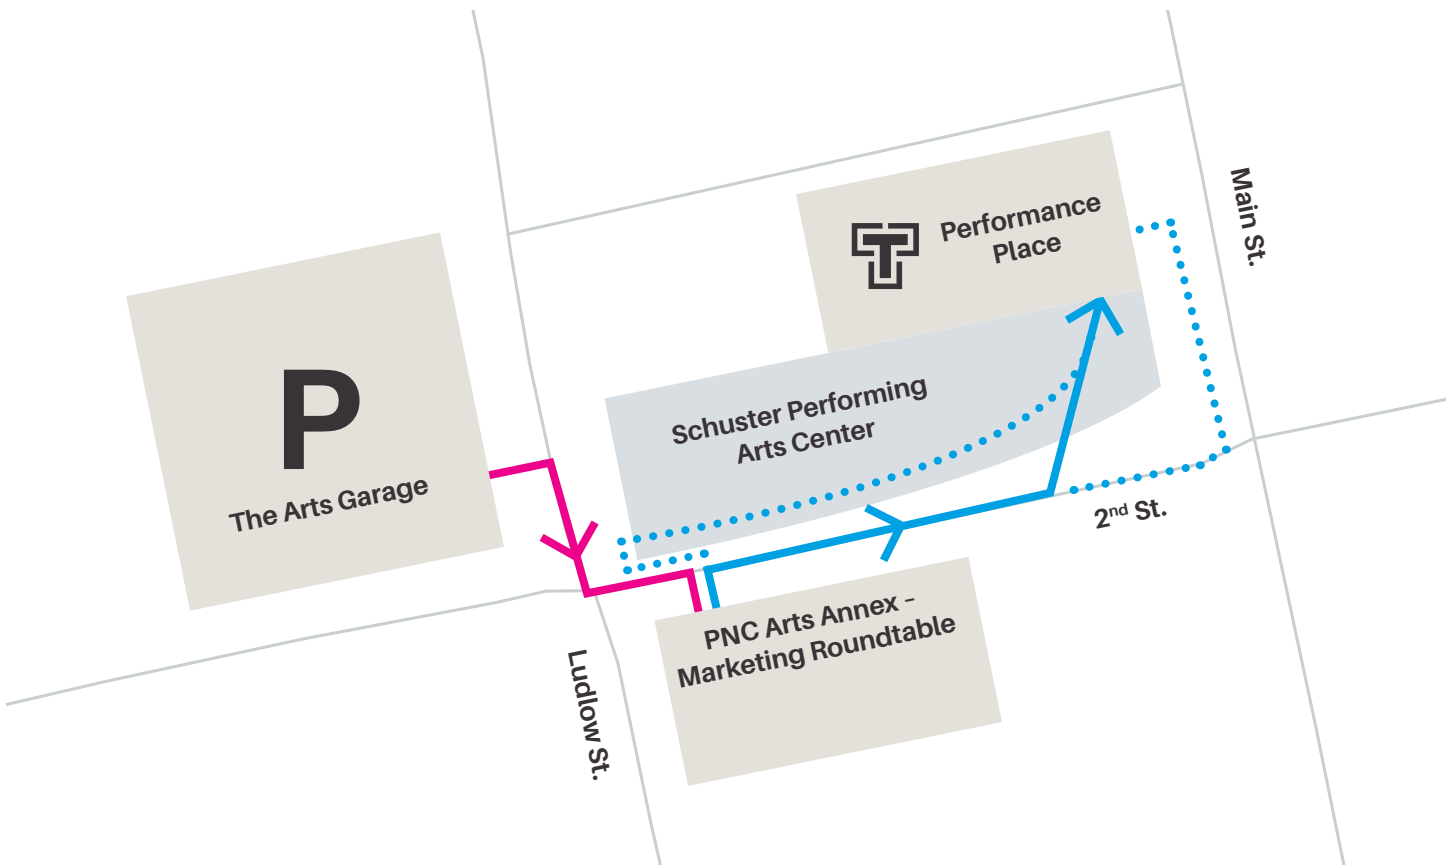 Main St.
Performance
Place
T
Schuster Performing
Arts Center
P
The Arts Garage
2nd St.
PNC Arts Annex –
Marketing Roundtable
Ludlow St.